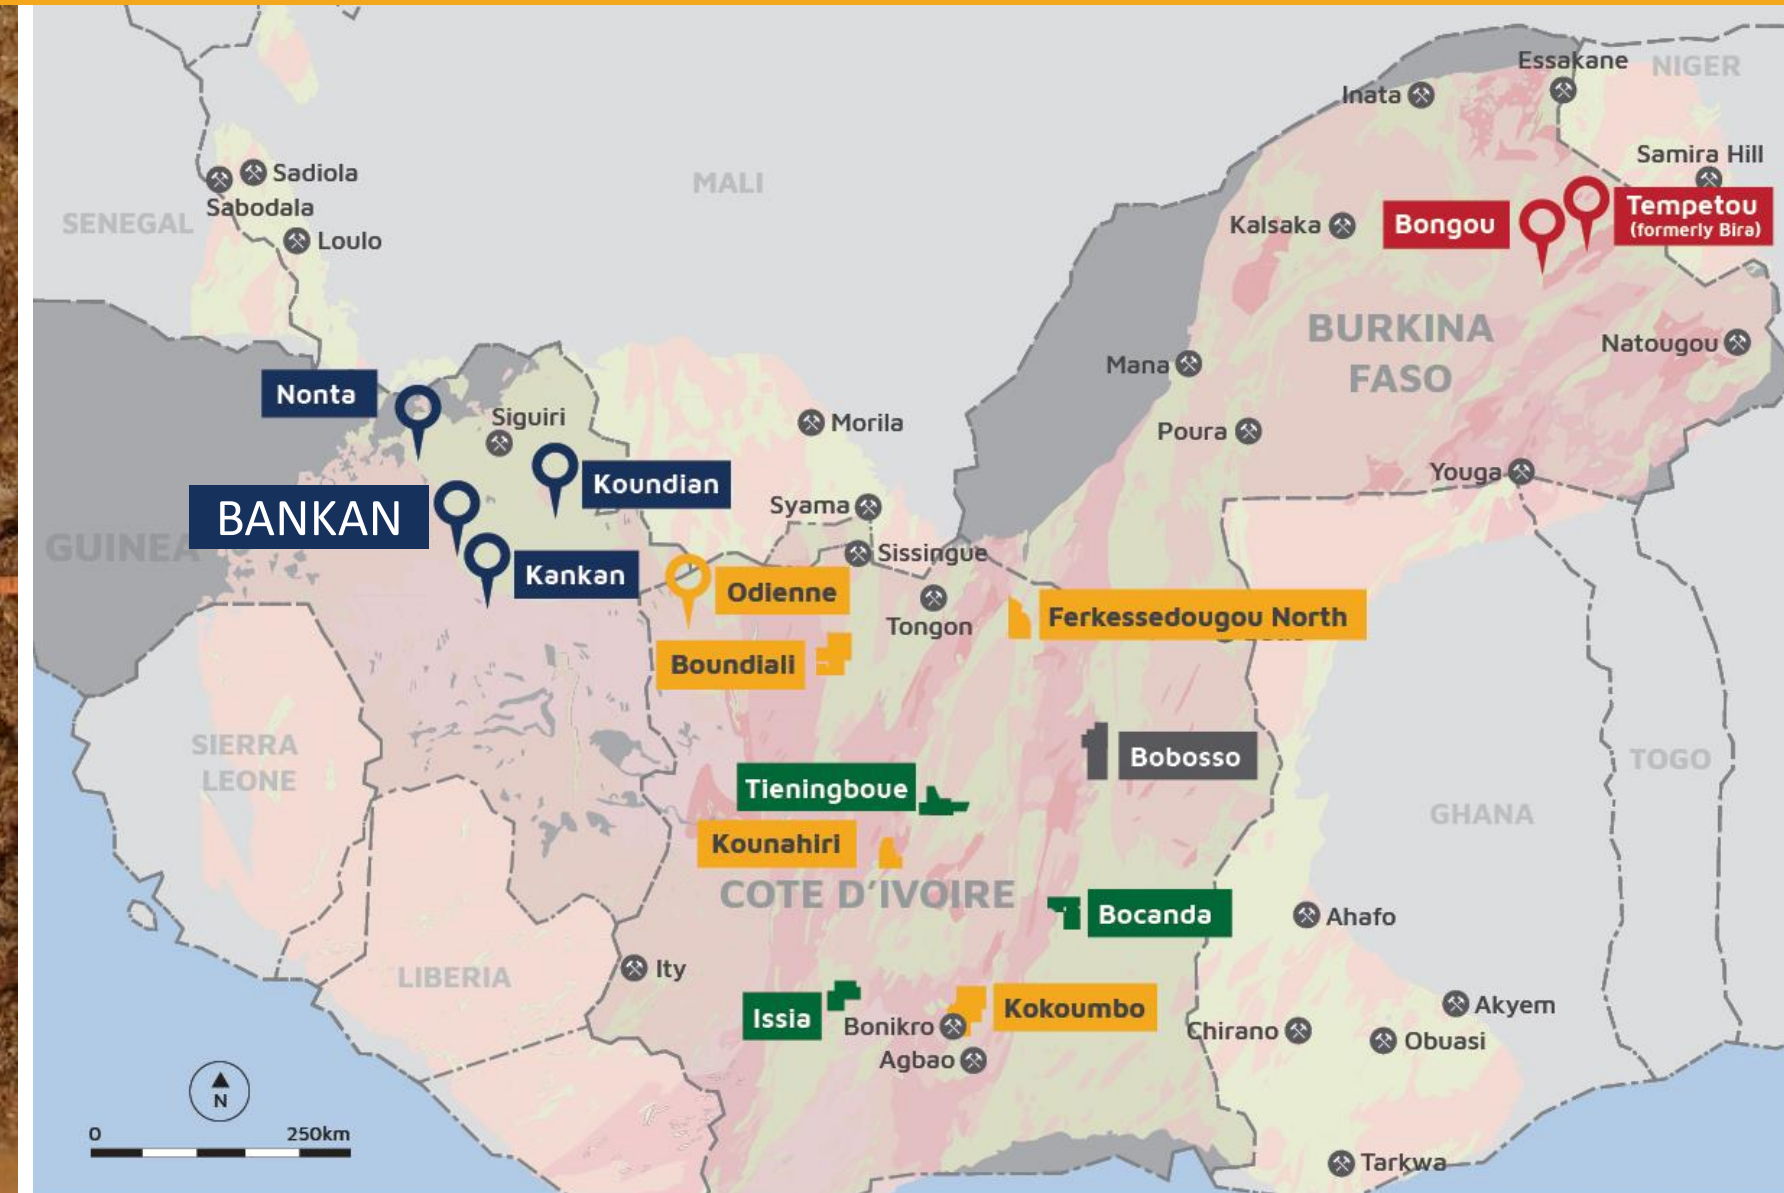 Essakane
NIGER
Inata
Samira Hill
Sadiola
MALI
Sabodala
SENEGAL
Tempetou
(formerly Bira)
Kalsaka
Bongou
Loulo
BURKINA
FASO
Natougou
Mana
Nonta
Siguiri
Morila
Poura
Youga
Koundian
Syama
BANKAN
GUINEA
Sissingue
Kankan
Odienne
Tongon
Ferkessedougou North
Boundiali
SIERRA
LEONE
Bobosso
TOGO
Tieningboue
GHANA
Kounahiri
COTE D'IVOIRE
Bocanda
Ahafo
Ity
LIBERIA
Issia
Kokoumbo
Akyem
Bonikro
Chirano
Obuasi
Agbao
N
0
250km
Tarkwa